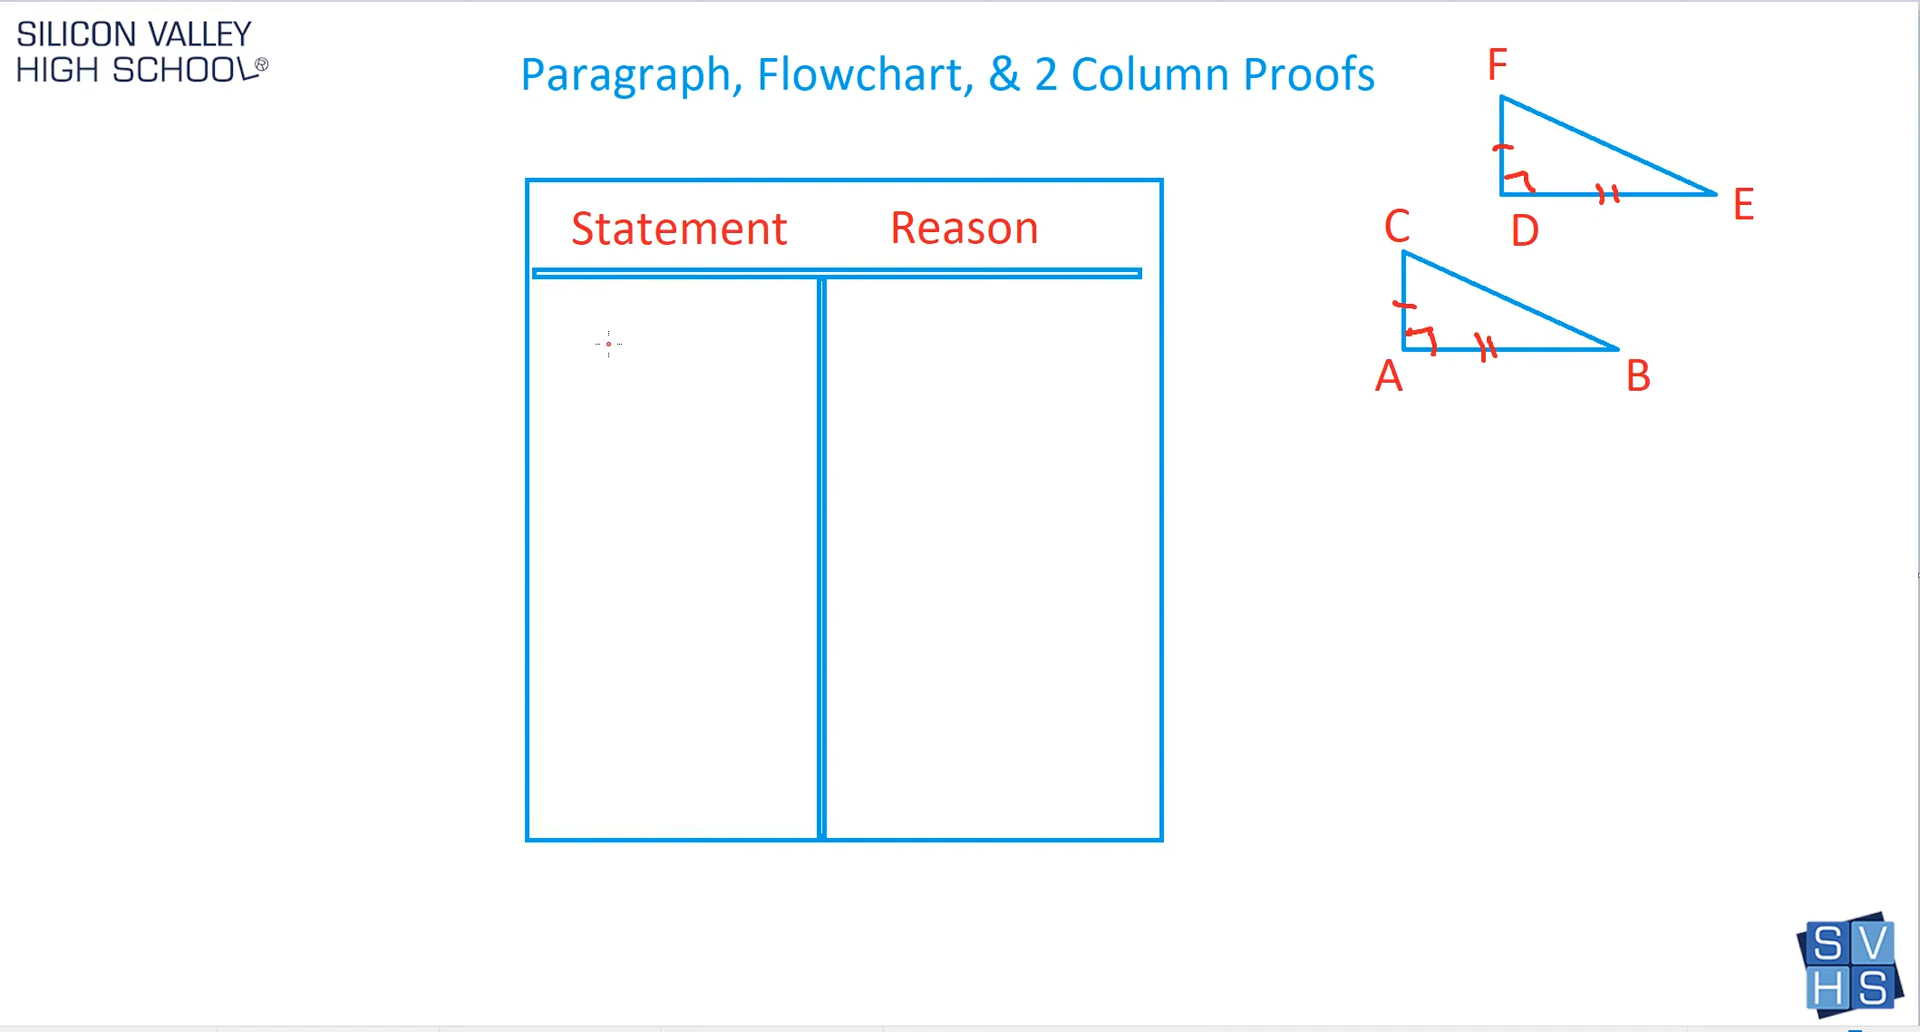 SILICON VALLEY
HIGH SCHOOL®
Paragraph, Flowchart, & 2 Column Proofs
F
E
D
Statement Reason
C
A
B
S V
H S